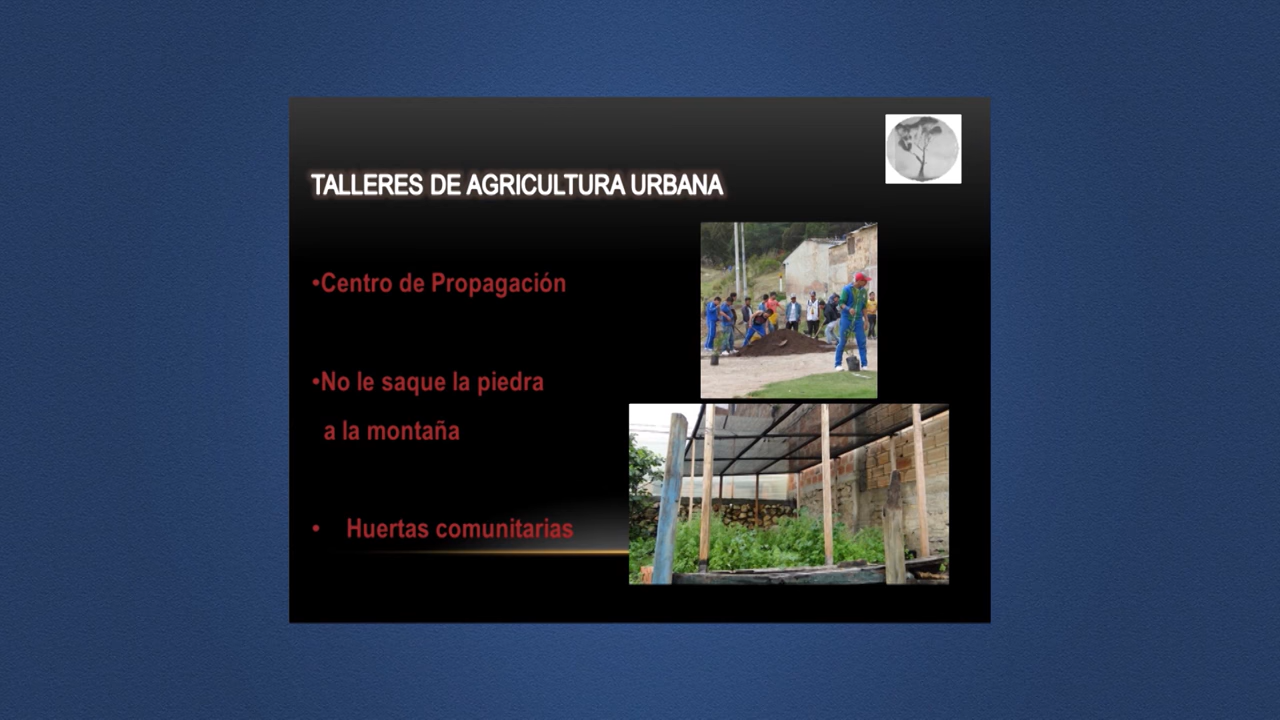 TALLERES DE AGRICULTURA URBANA
•Centro de Propagación
•No le saque la piedra
a la montaña
• Huertas comunitarias